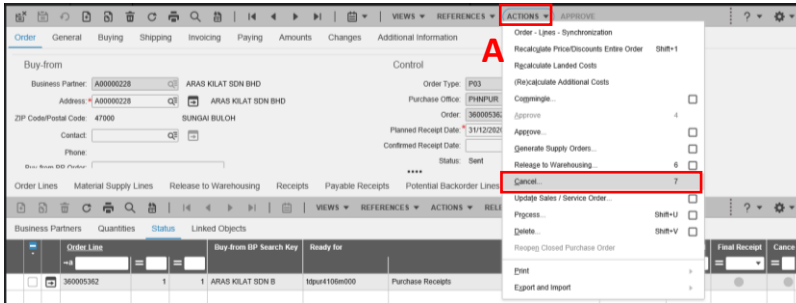 VIEWS REFERENCES ACTIONS APPROVE
Order General Buying Shipping Invoicing Paying Amounts Changes Additional Information
A
Buy-from
Business Partner: A00000228 ARAS KILAT SDN BHD
Address:* A00000228 ARAS KILAT SDN BHD
ZIP Code/Postal Code: 47000 SUNGAI BULOH
Contact:
Phone:
Buy-from BP Order:
Control
Order Type: P03
Purchase Office: PHNPUR
Order: 360005362
Planned Receipt Date:* 31/12/202
Confirmed Receipt Date:
Status: Sent
Order - Lines - Synchronization
Recalculate Price/Discounts Entire Order Shift+1
Recalculate Landed Costs
(Re)calculate Additional Costs
Commingle...
Approve 4
Approve...
Generate Supply Orders...
Release to Warehousing... 6
Cancel... 7
Update Sales / Service Order...
Process... Shift+U
Delete... Shift+V
Reopen Closed Purchase Order
Print
Export and Import
Order Lines Material Supply Lines Release to Warehousing Receipts Payable Receipts Potential Backorder Lines
VIEWS REFERENCES ACTIONS
Business Partners Quantities Status Linked Objects
Order Line Buy-from BP Search Key Ready for Final Receipt Cance
360005362 1 1 ARAS KILAT SDN B tdpur4106m000 Purchase Receipts